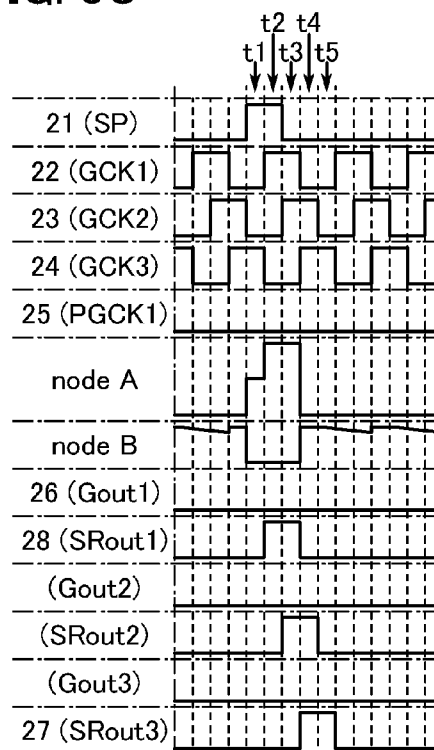 t2 t4
t1 t3 t5
21 (SP)
22 (GCK1)
23 (GCK2)
24 (GCK3)
25 (PGCK1)
node A
node B
26 (Gout1)
28 (SRout1)
(Gout2)
(SRout2)
(Gout3)
27 (SRout3)